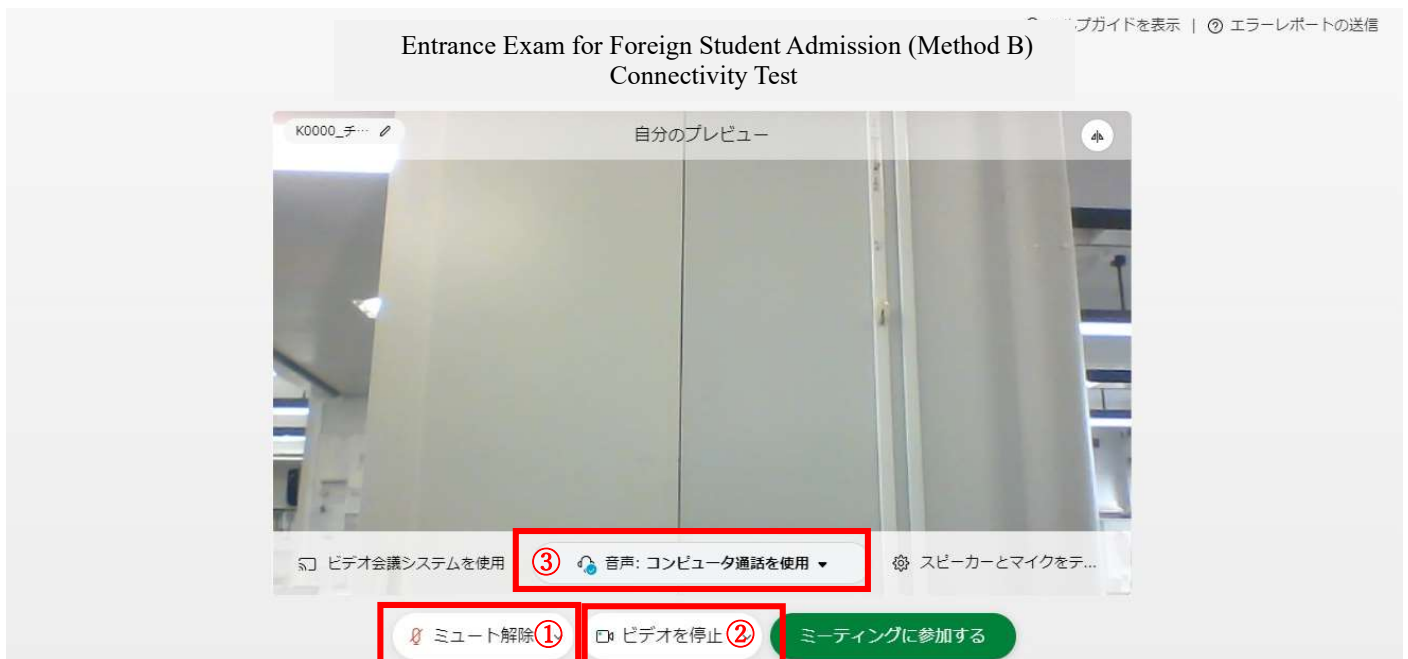 プガイドを表示 | ? エラーレポートの送信
Entrance Exam for Foreign Student Admission (Method B)
Connectivity Test
K0000_チ…
自分のプレビュー
ビデオ会議システムを使用
③ 音声: コンピュータ通話を使用
スピーカーとマイクをテ...
ミュート解除 ①
ビデオを停止 ②
ミーティングに参加する